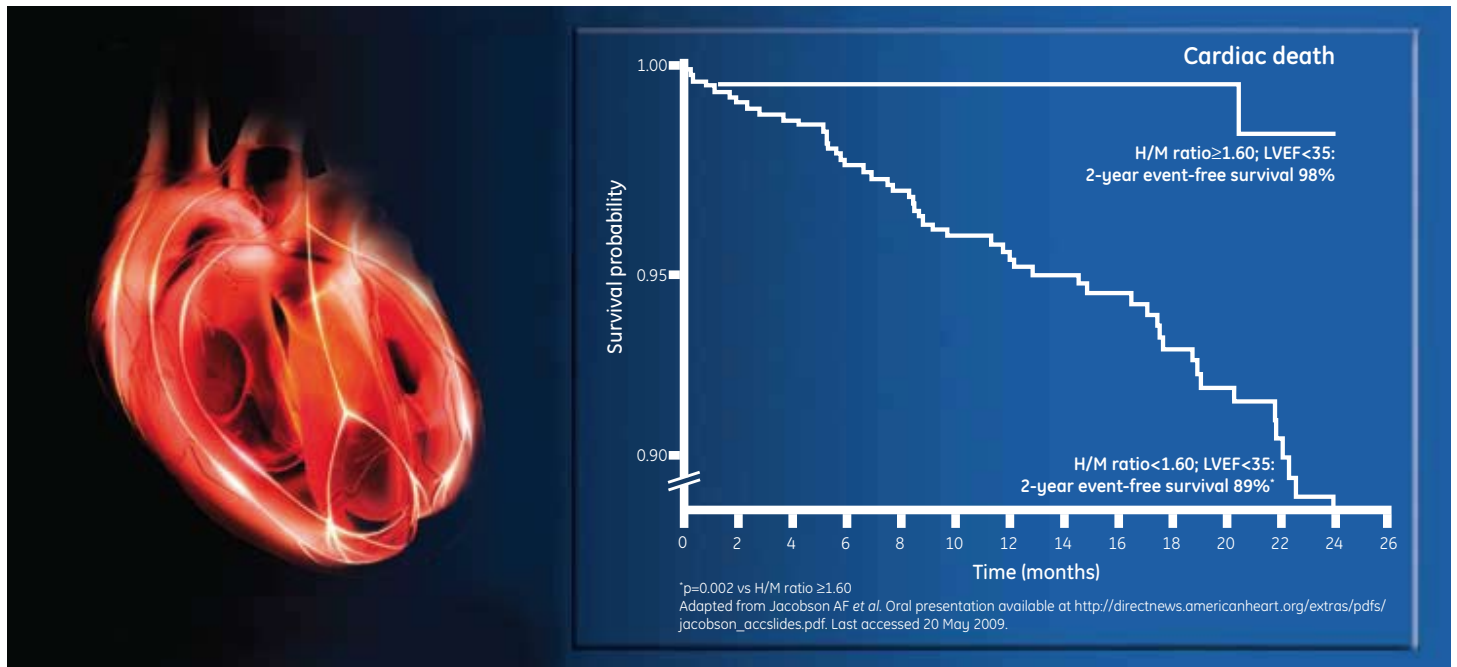 Cardiac death
1.00
H/M ratio≥1.60; LVEF<35:
2-year event-free survival 98%
Survival probability
0.95
0.90
H/M ratio<1.60; LVEF<35:
2-year event-free survival 89%*
0 2 4 6 8 10 12 14 16 18 20 22 24 26
Time (months)
*p=0.002 vs H/M ratio ≥1.60
Adapted from Jacobson AF et al. Oral presentation available at http://directnews.americanheart.org/extras/pdfs/
jacobson_accslides.pdf. Last accessed 20 May 2009.